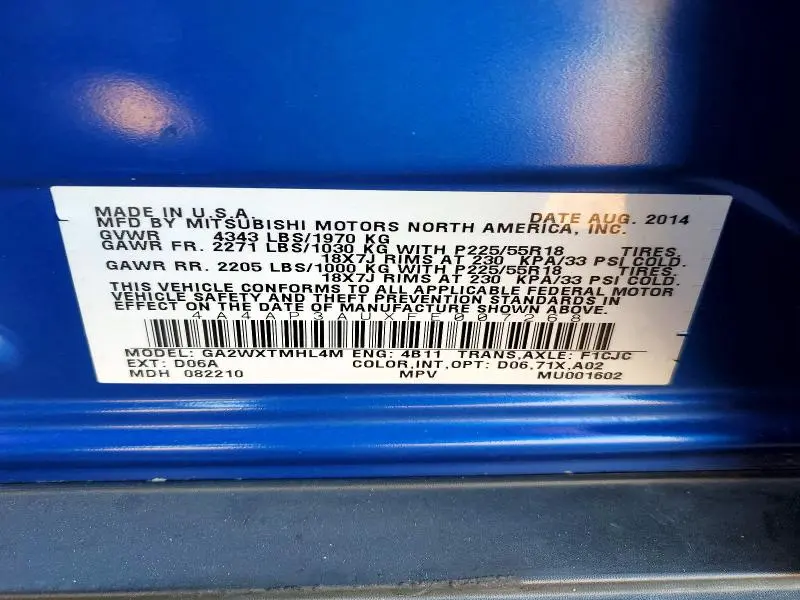 MADE IN U.S.A. DATE AUG. 2014
MFD BY MITSUBISHI MOTORS NORTH AMERICA, INC.
GVWR 4343 LBS/1970 KG
GAWR FR. 2271 LBS/1030 KG WITH P225/55R18 TIRES,
18X7J RIMS AT 230 KPA/33 PSI COLD.
GAWR RR. 2205 LBS/1000 KG WITH P225/55R18 TIRES,
18X7J RIMS AT 230 KPA/33 PSI COLD.
THIS VEHICLE CONFORMS TO ALL APPLICABLE FEDERAL MOTOR
VEHICLE SAFETY AND THEFT PREVENTION STANDARDS IN
EFFECT ON THE DATE OF MANUFACTURE SHOWN ABOVE.
4A4AP3AUXFE007268
MODEL: GA2WXTMHL4M ENG: 4B11 TRANS,AXLE: F1CJC
EXT: D06A COLOR,INT,OPT: D06,71X,A02
MDH 082210 MPV MU001602